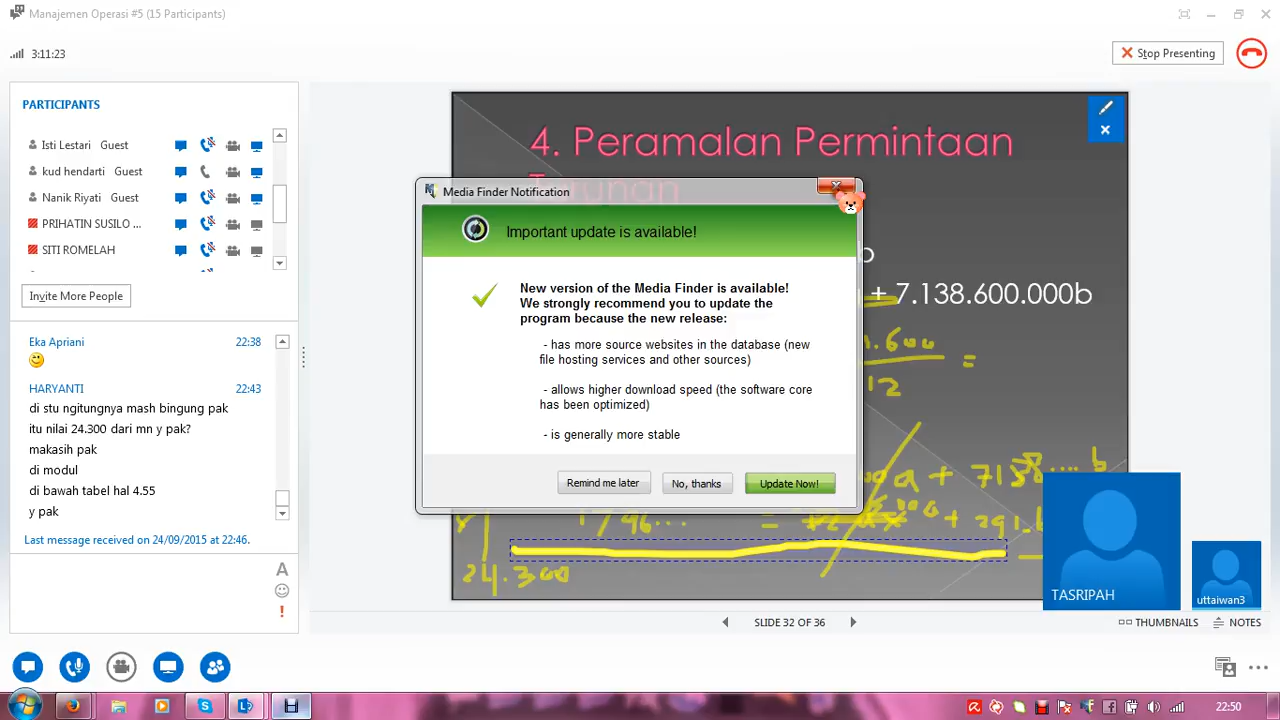 Manajemen Operasi #5 (15 Participants)
3:11:23
Stop Presenting
PARTICIPANTS
Isti Lestari Guest
kud hendarti Guest
Nanik Riyati Guest
PRIHATIN SUSILO ...
SITI ROMELAH
Invite More People
Eka Apriani 22:38
HARYANTI 22:43
di stu ngitungnya mash bingung pak
itu nilai 24.300 dari mn y pak?
makasih pak
di modul
di bawah tabel hal 4.55
y pak
Last message received on 24/09/2015 at 22:46.
A
!
4. Peramalan Permintaan
Tahunan
b
+ 7.138.600.000b
.600
12
=
a + 7138.... b
1796... =
+ 291.
24.300
Media Finder Notification
Important update is available!
New version of the Media Finder is available!
We strongly recommend you to update the
program because the new release:
- has more source websites in the database (new
file hosting services and other sources)
- allows higher download speed (the software core
has been optimized)
- is generally more stable
Remind me later
No, thanks
Update Now!
TASRIPAH
uttaiwan3
SLIDE 32 OF 36
THUMBNAILS
NOTES
22:50